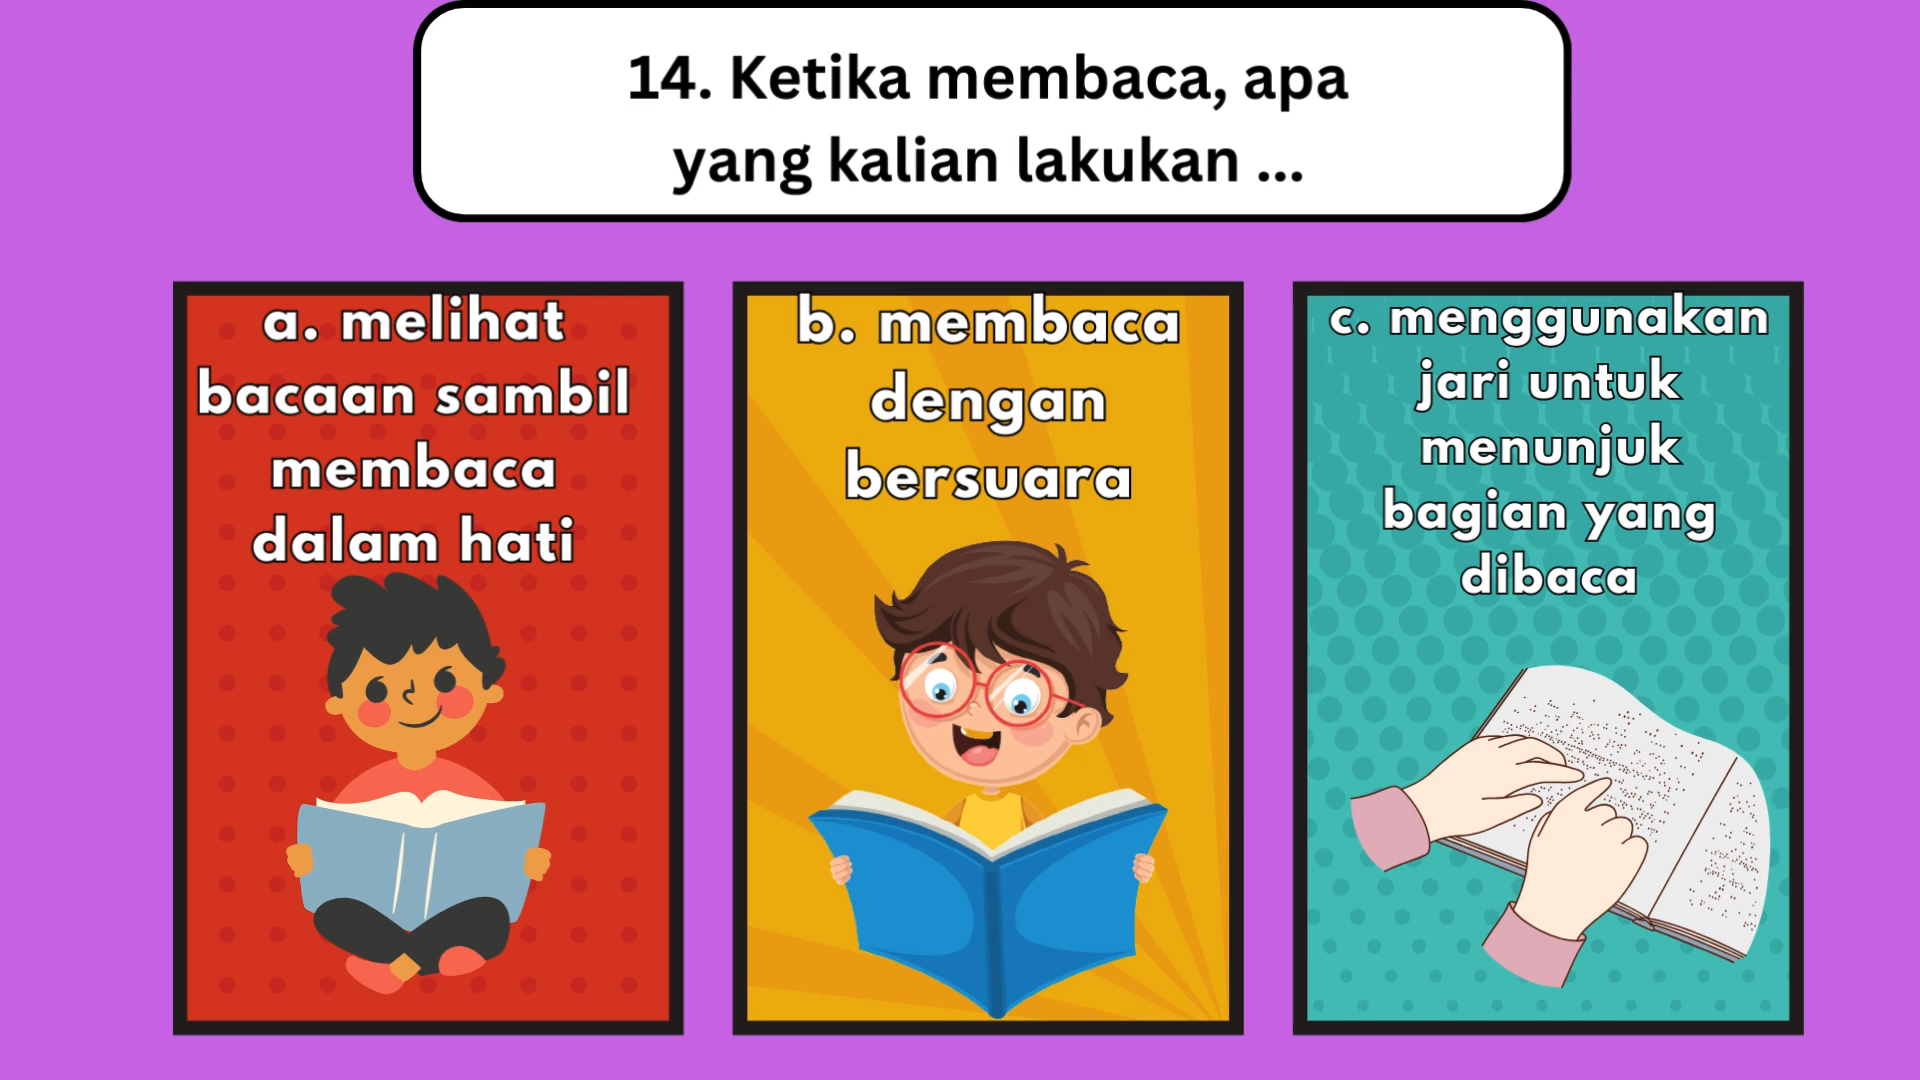 14. Ketika membaca, apa
yang kalian lakukan ...
a. melihat
bacaan sambil
membaca
dalam hati
b. membaca
dengan
bersuara
c. menggunakan
jari untuk
menunjuk
bagian yang
dibaca